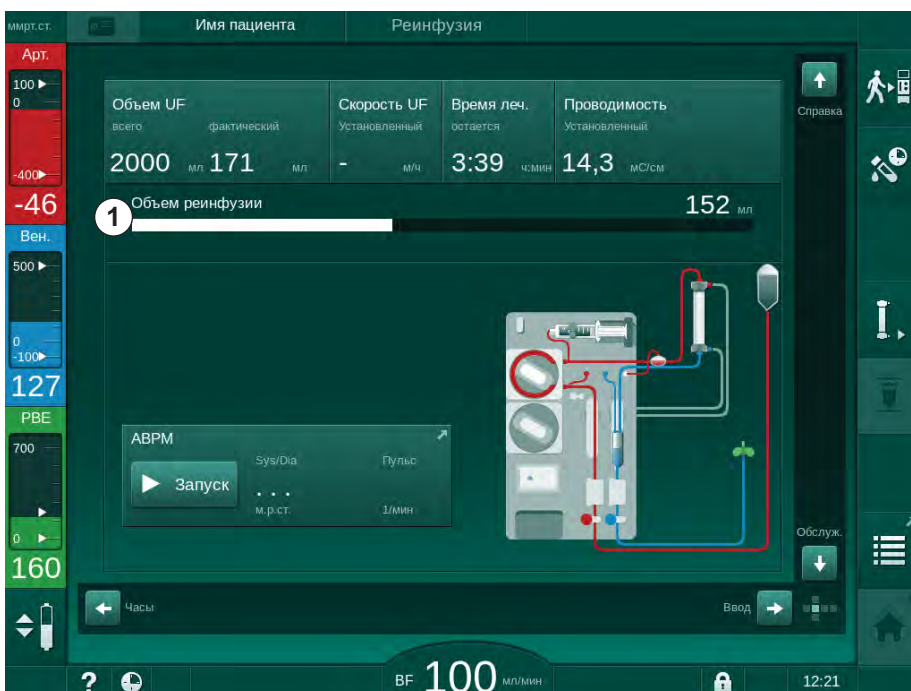 ммрт.ст.
Имя пациента
Реинфузия
Арт.
100
0
-400
-46
Вен.
500
0
-100
127
PBE
700
0
160
Объем UF
всего
фактический
2000 мл 171 мл
Скорость UF
Установленный
- м/ч
Время леч.
остается
3:39 ч:мин
Проводимость
Установленный
14,3 мС/см
1
Объем реинфузии
152 мл
ABPM
Запуск
Sys/Dia
Пульс
. . .
м.р.ст.
1/мин
Справка
Обслуж.
Часы
Ввод
?
BF 100 мл/мин
12:21